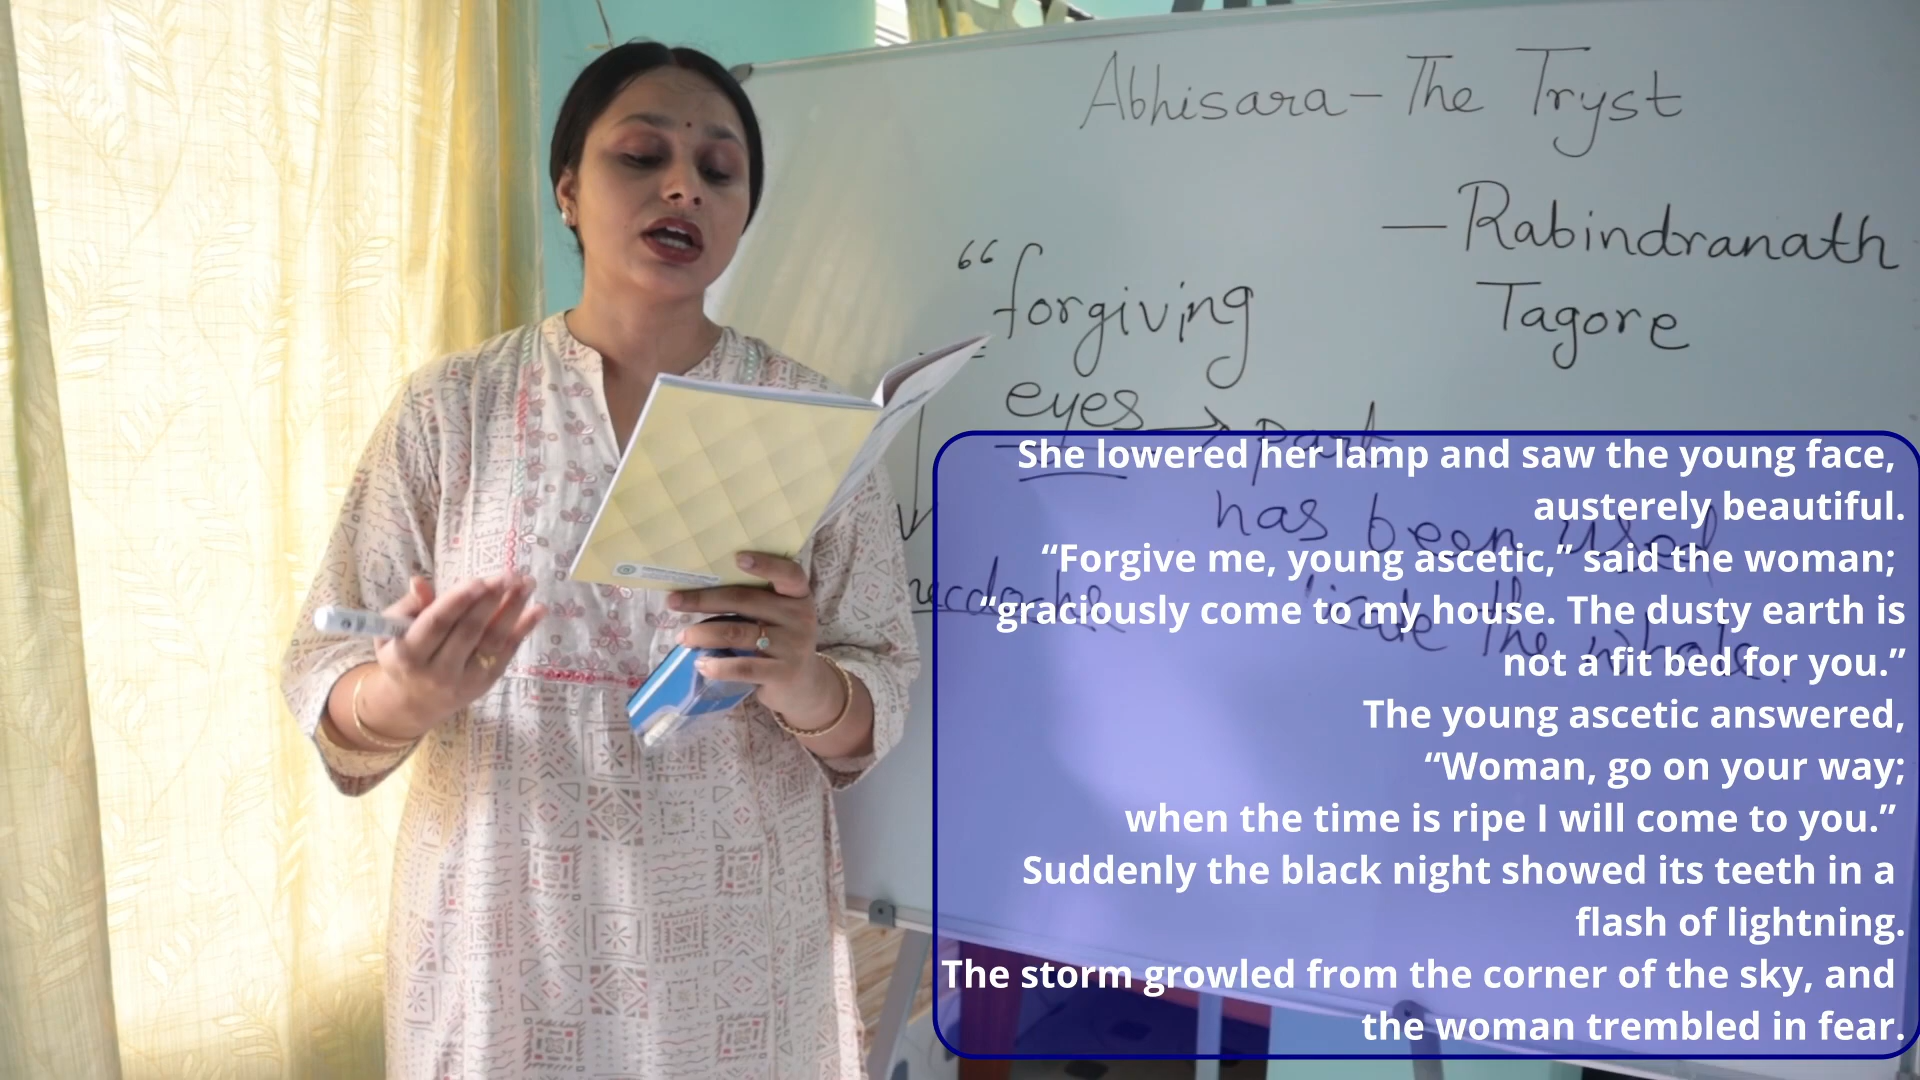 Abhisara - The Tryst
— Rabindranath
Tagore
“forgiving
eyes → part
has been used
the whole.
She lowered her lamp and saw the young face,
austerely beautiful.
“Forgive me, young ascetic,” said the woman;
“graciously come to my house. The dusty earth is
not a fit bed for you.”
The young ascetic answered,
“Woman, go on your way;
when the time is ripe I will come to you.”
Suddenly the black night showed its teeth in a
flash of lightning.
The storm growled from the corner of the sky, and
the woman trembled in fear.